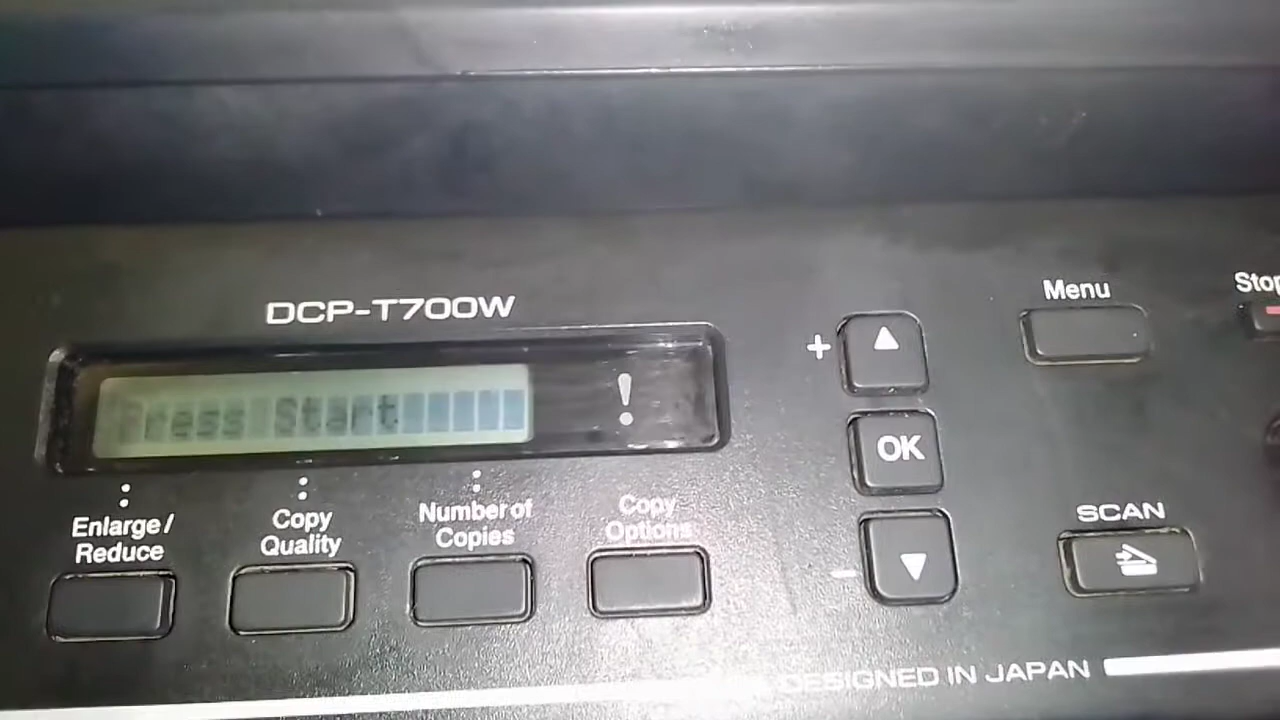 DCP-T700W
Press Start
!
Enlarge/
Reduce
Copy
Quality
Number of
Copies
Copy
Options
+
OK
-
Menu
Stop
SCAN
DESIGNED IN JAPAN